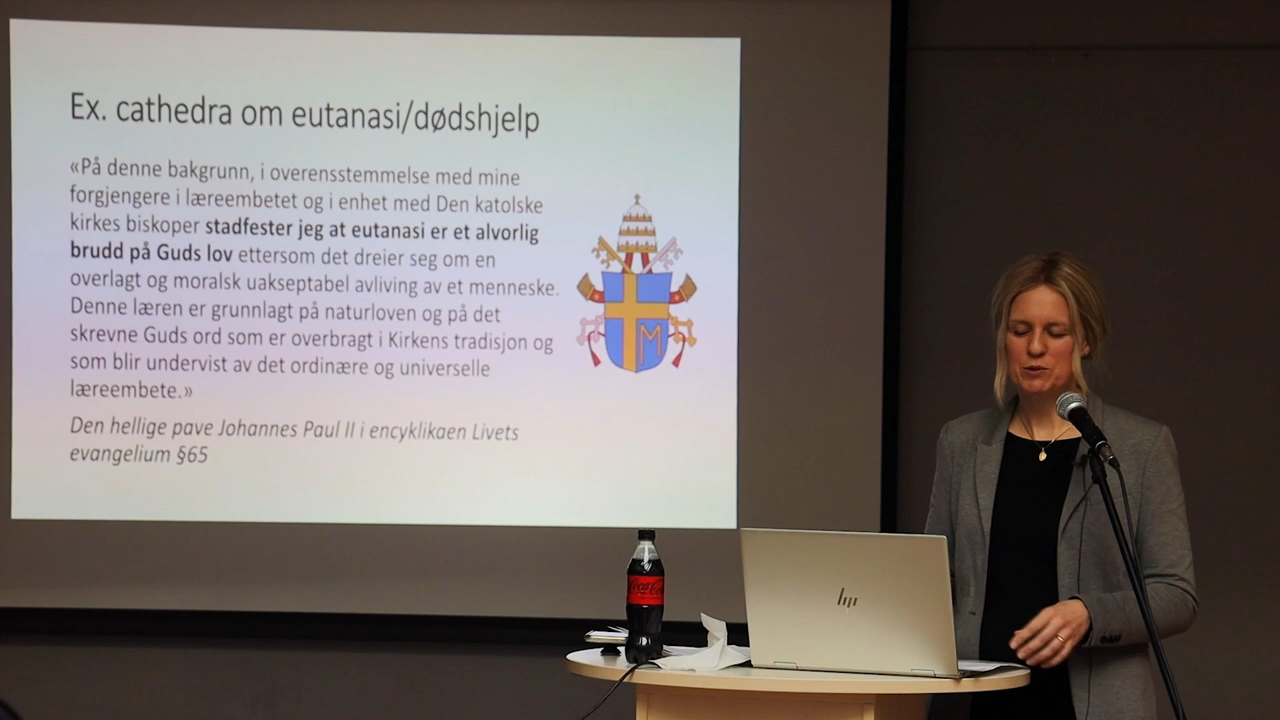 Ex. cathedra om eutanasi/dødshjelp
«På denne bakgrunn, i overensstemmelse med mine
forgjengere i læreembetet og i enhet med Den katolske
kirkes biskoper stadfester jeg at eutanasi er et alvorlig
brudd på Guds lov ettersom det dreier seg om en
overlagt og moralsk uakseptabel avliving av et menneske.
Denne læren er grunnlagt på naturloven og på det
skrevne Guds ord som er overbragt i Kirkens tradisjon og
som blir undervist av det ordinære og universelle
læreembete.»
Den hellige pave Johannes Paul II i encyklikaen Livets
evangelium §65
M
Coca-Cola
hp